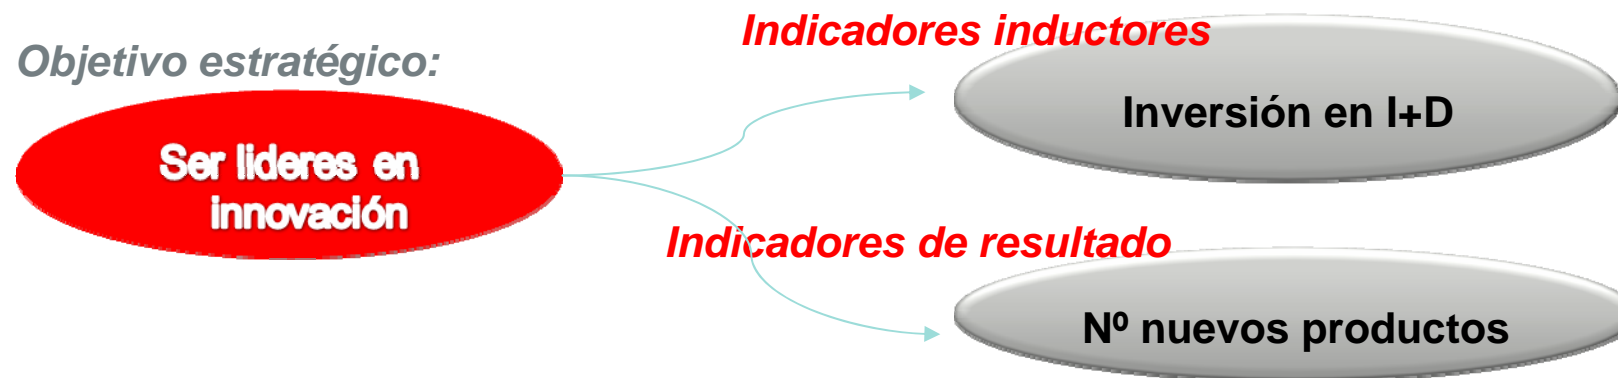 Objetivo estratégico:
Ser lideres en
innovación
Indicadores inductores
Inversión en I+D
Indicadores de resultado
Nº nuevos productos